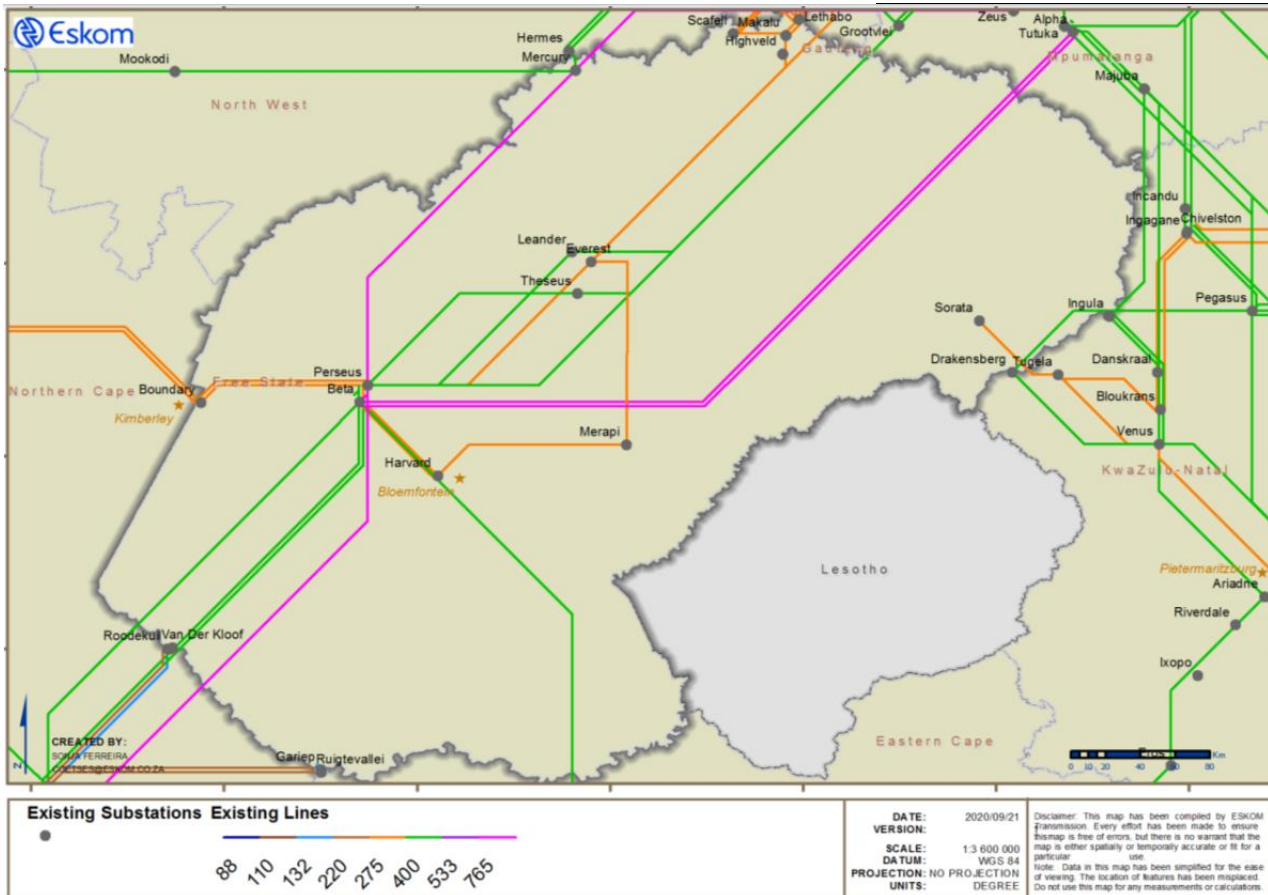 Eskom
Scafell
Makalu
Lethabo
Zeus
Alpha
Hermes
Highveld
Grootvlei
Tutuka
Mookodi
Mercury
Gauteng
Mpumalanga
Majuba
North West
Incandu
Ingagane
Chivelston
Leander
Everest
Theseus
Sorata
Ingula
Pegasus
Perseus
Drakensberg
Tugela
Danskraal
Northern Cape
Boundary
Free State
Beta
Bloukrans
Kimberley
Merapi
Venus
Harvard
KwaZulu-Natal
Bloemfontein
Lesotho
Pietermaritzburg
Ariadne
Riverdale
Van Der Kloof
Ixopo
Eastern Cape
CREATED BY:
SONJA FERREIRA
Gariep
Ruigtevallei
N
0 10 20 40 60 80 Km
Existing Substations Existing Lines
88 110 132 220 275 400 533 765
DATE: 2020/09/21
VERSION:
SCALE: 1:3 600 000
DATUM: WGS 84
PROJECTION: NO PROJECTION
UNITS: DEGREE
Disclaimer: This map has been compiled by ESKOM
Transmission. Every effort has been made to ensure
thismap is free of errors, but there is no warrant that the
map is either spatially or temporally accurate or fit for a
particular use.
Note: Data in this map has been simplified for the ease
of viewing. The location of features has been misplaced.
Do not use this map for any measurements or calculations